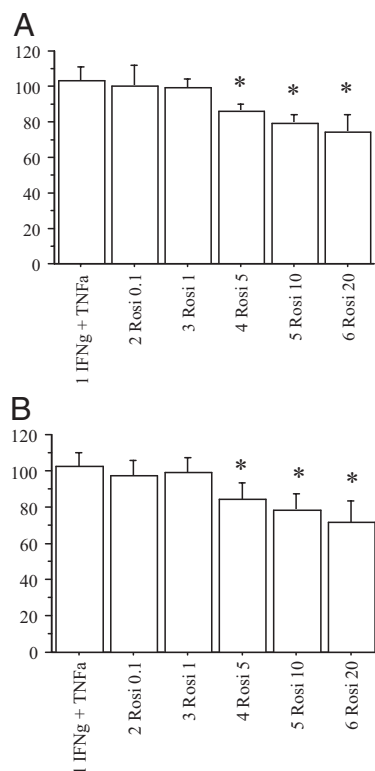 A
120
100
80
60
40
20
0
* * *
1 IFNg + TNFa
2 Rosi 0.1
3 Rosi 1
4 Rosi 5
5 Rosi 10
6 Rosi 20
B
120
100
80
60
40
20
0
* * *
1 IFNg + TNFa
2 Rosi 0.1
3 Rosi 1
4 Rosi 5
5 Rosi 10
6 Rosi 20